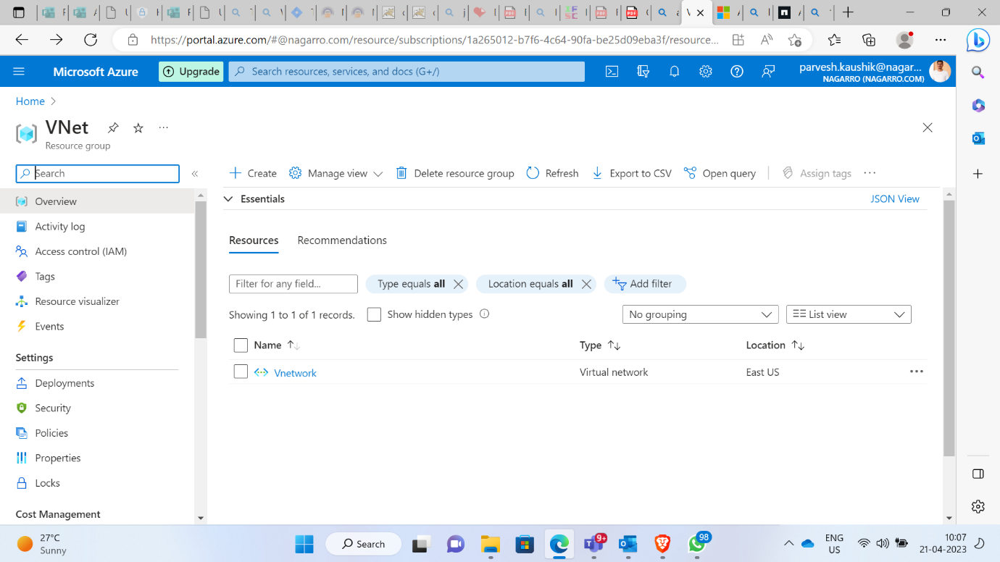 https://portal.azure.com/#@nagarro.com/resource/subscriptions/1a265012-b7f6-4c64-90fa-be25d09eba3f/resource...
Microsoft Azure
Upgrade
Search resources, services, and docs (G+/)
parvesh.kaushik@nagar...
NAGARRO (NAGARRO.COM)
Home
VNet
Resource group
Search
Create
Manage view
Delete resource group
Refresh
Export to CSV
Open query
Assign tags
Overview
Activity log
Access control (IAM)
Tags
Resource visualizer
Events
Settings
Deployments
Security
Policies
Properties
Locks
Cost Management
Essentials
JSON View
Resources
Recommendations
Filter for any field...
Type equals all
Location equals all
Add filter
Showing 1 to 1 of 1 records.
Show hidden types
No grouping
List view
Name
Type
Location
Vnetwork
Virtual network
East US
27°C
Sunny
Search
9+
98
ENG
US
10:07
21-04-2023